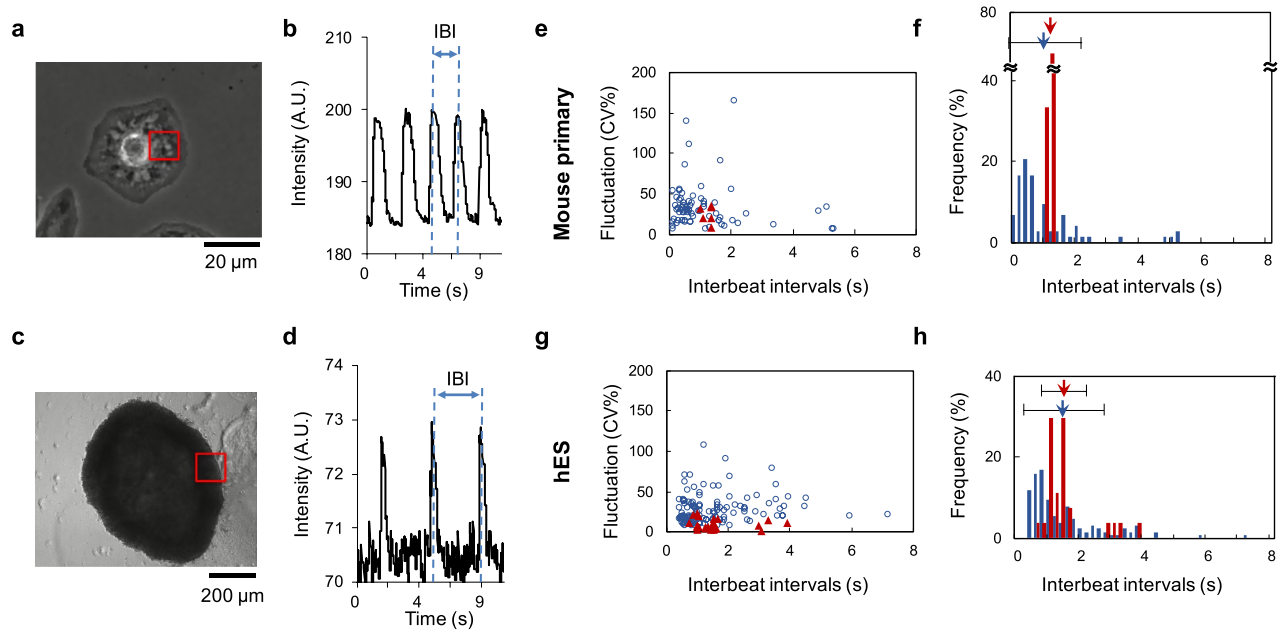 a
20 µm
b
IBI
210
200
190
180
Intensity (A.U.)
0 4 9
Time (s)
c
200 µm
d
IBI
74
73
72
71
70
Intensity (A.U.)
0 4 9
Time (s)
e
Mouse primary
200
150
100
50
0
Fluctuation (CV%)
0 2 4 6 8
Interbeat intervals (s)
f
80
40
20
0
Frequency (%)
0 2 4 6 8
Interbeat intervals (s)
g
hES
200
150
100
50
0
Fluctuation (CV%)
0 2 4 6 8
Interbeat intervals (s)
h
40
20
0
Frequency (%)
0 2 4 6 8
Interbeat intervals (s)